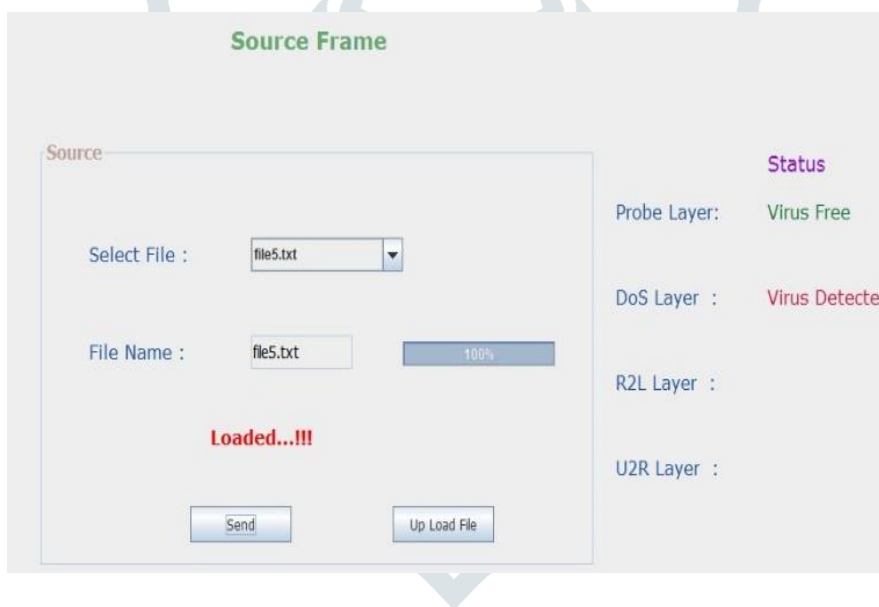 Source Frame
Source
Status
Probe Layer: Virus Free
Select File : file5.txt
DoS Layer : Virus Detecte
File Name : file5.txt 100%
R2L Layer :
Loaded...!!!
U2R Layer :
Send Up Load File